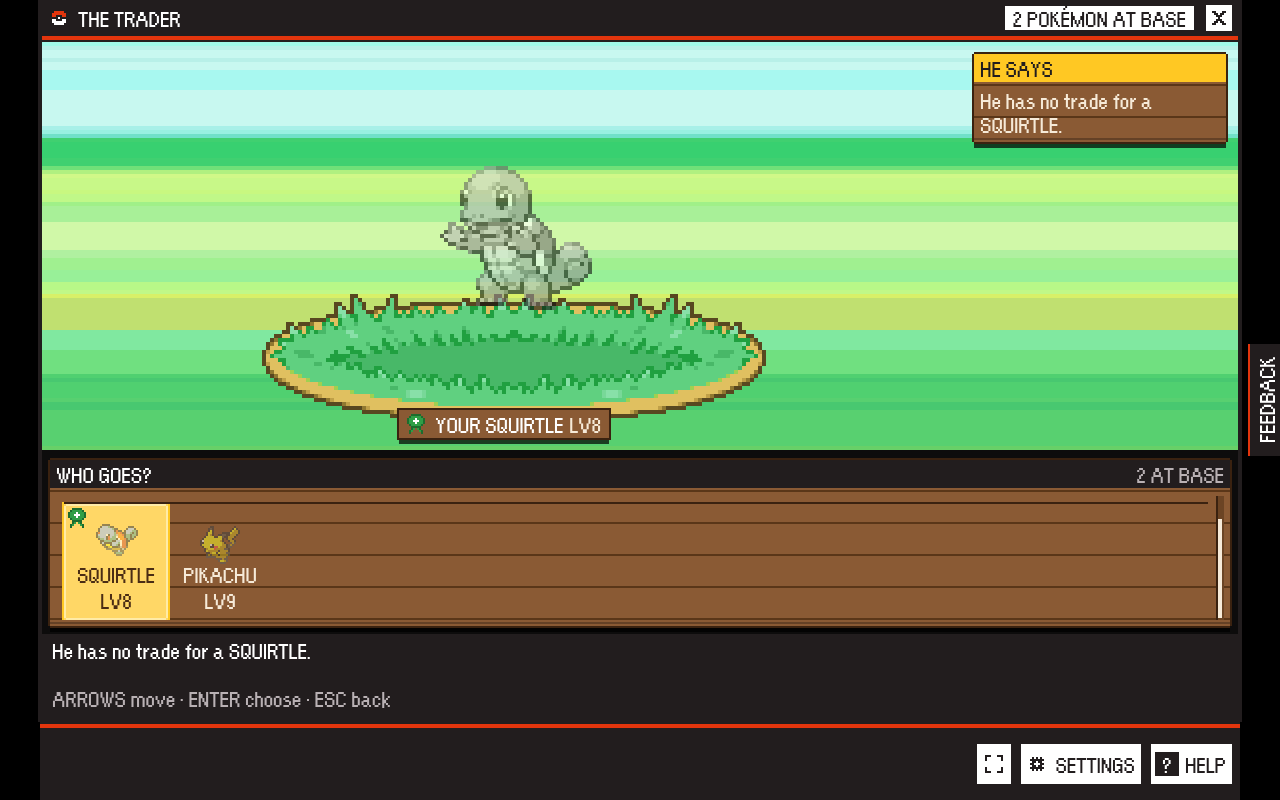 THE TRADER
2 POKÉMON AT BASE
X
HE SAYS
He has no trade for a
SQUIRTLE.
YOUR SQUIRTLE LV8
FEEDBACK
WHO GOES?
2 AT BASE
SQUIRTLE
LV8
PIKACHU
LV9
He has no trade for a SQUIRTLE.
ARROWS move · ENTER choose · ESC back
SETTINGS
? HELP